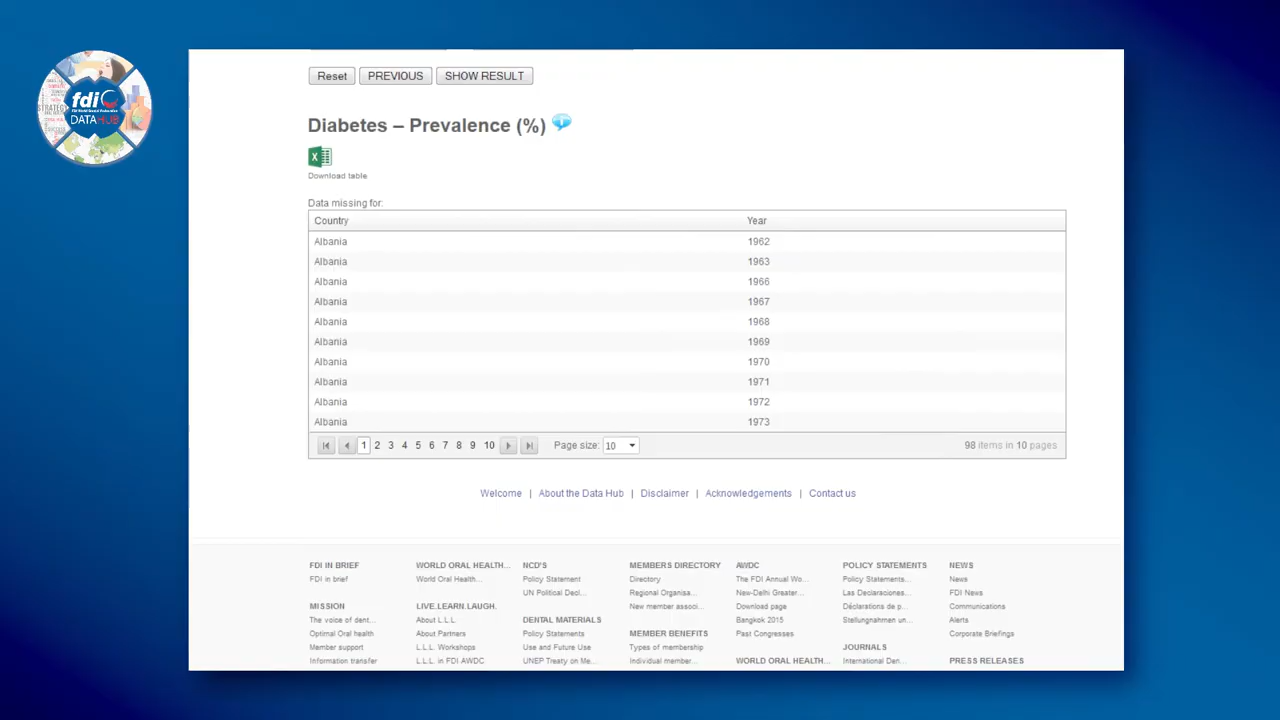 fdi
FDI World Dental Federation
DATAHUB
STRATEGY
Reset PREVIOUS SHOW RESULT
Diabetes – Prevalence (%)
Download table
Data missing for:
Country Year
Albania 1962
Albania 1963
Albania 1966
Albania 1967
Albania 1968
Albania 1969
Albania 1970
Albania 1971
Albania 1972
Albania 1973
1 2 3 4 5 6 7 8 9 10 Page size: 10 98 items in 10 pages
Welcome | About the Data Hub | Disclaimer | Acknowledgements | Contact us
FDI IN BRIEF WORLD ORAL HEALTH... NCD'S MEMBERS DIRECTORY AWDC POLICY STATEMENTS NEWS
FDI in brief World Oral Health... Policy Statement Directory The FDI Annual Wo... Policy Statements... News
UN Political Decl... Regional Organisa... New-Delhi Greater... Las Declaraciones... FDI News
MISSION LIVE.LEARN.LAUGH. New member associ... Download page Déclarations de p... Communications
The voice of dent... About L.L.L. DENTAL MATERIALS Bangkok 2015 Stellungnahmen un... Alerts
Optimal Oral health About Partners Policy Statements MEMBER BENEFITS Past Congresses Corporate Briefings
Member support L.L.L. Workshops Use and Future Use Types of membership JOURNALS
Information transfer L.L.L. in FDI AWDC UNEP Treaty on Me... Individual member... WORLD ORAL HEALTH... International Den... PRESS RELEASES